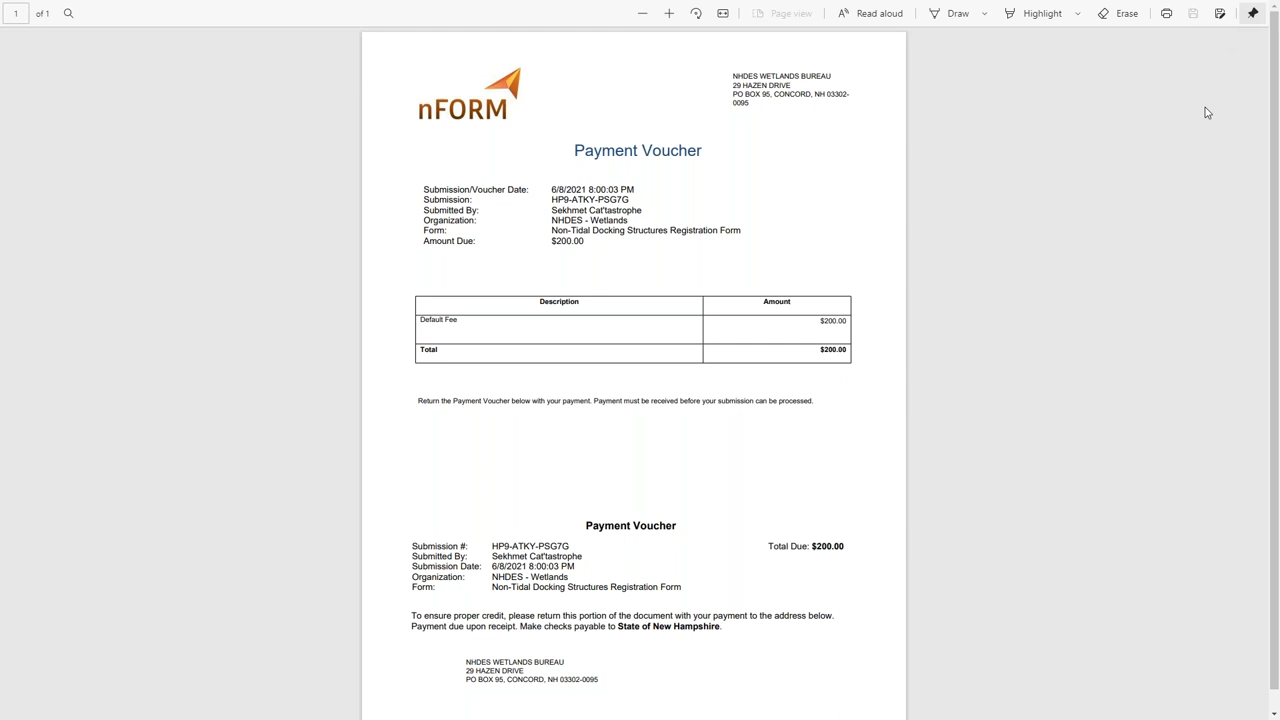 1 of 1 Page view Read aloud Draw Highlight Erase
nFORM
NHDES WETLANDS BUREAU
29 HAZEN DRIVE
PO BOX 95, CONCORD, NH 03302-
0095
Payment Voucher
Submission/Voucher Date: 6/8/2021 8:00:03 PM
Submission: HP9-ATKY-PSG7G
Submitted By: Sekhmet Cat'tastrophe
Organization: NHDES - Wetlands
Form: Non-Tidal Docking Structures Registration Form
Amount Due: $200.00
Description Amount
Default Fee $200.00
Total $200.00
Return the Payment Voucher below with your payment. Payment must be received before your submission can be processed.
Payment Voucher
Submission #: HP9-ATKY-PSG7G Total Due: $200.00
Submitted By: Sekhmet Cat'tastrophe
Submission Date: 6/8/2021 8:00:03 PM
Organization: NHDES - Wetlands
Form: Non-Tidal Docking Structures Registration Form
To ensure proper credit, please return this portion of the document with your payment to the address below.
Payment due upon receipt. Make checks payable to State of New Hampshire.
NHDES WETLANDS BUREAU
29 HAZEN DRIVE
PO BOX 95, CONCORD, NH 03302-0095